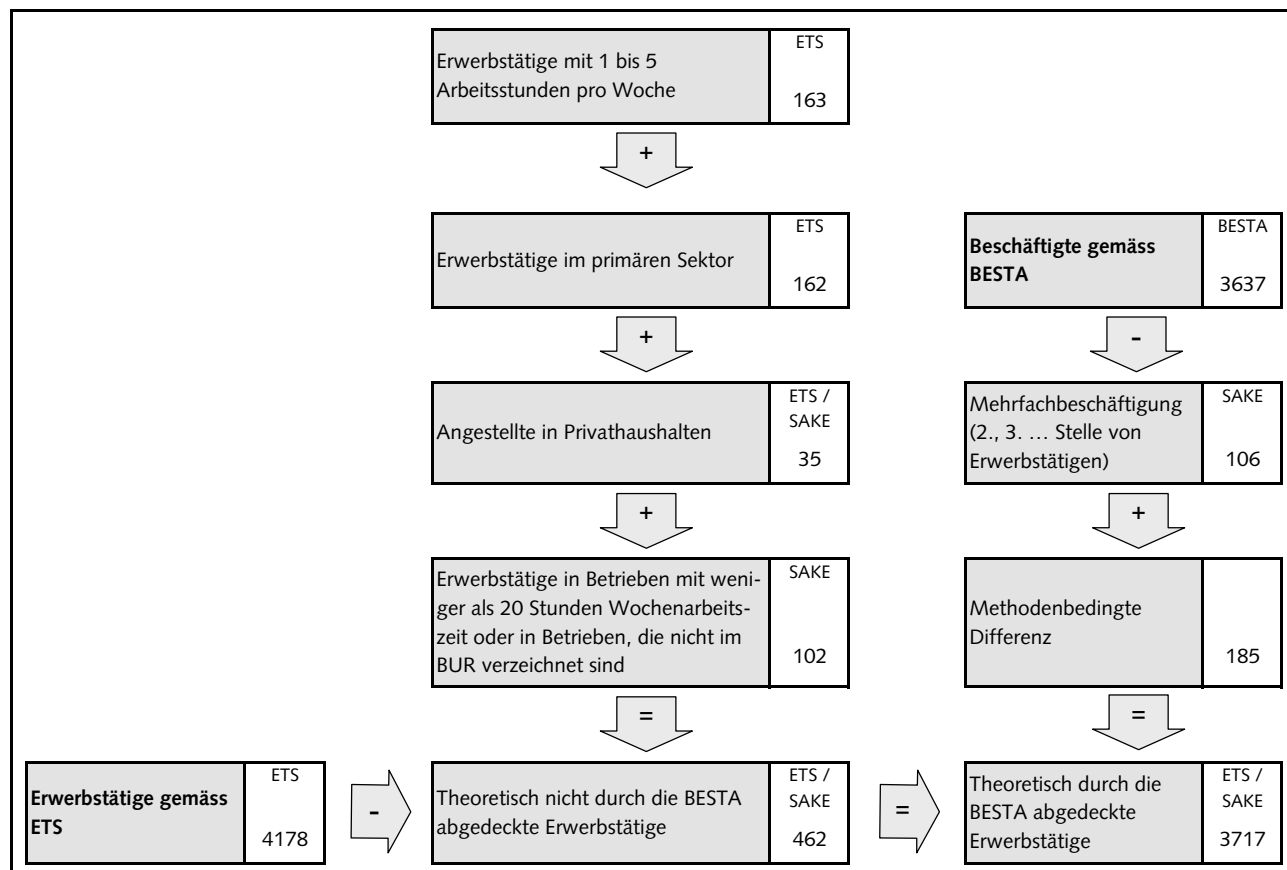 Erwerbstätige mit 1 bis 5
Arbeitsstunden pro Woche
ETS
163
+
Erwerbstätige im primären Sektor
ETS
162
Beschäftigte gemäss
BESTA
BESTA
3637
+
-
Angestellte in Privathaushalten
ETS /
SAKE
35
Mehrfachbeschäftigung
(2., 3. … Stelle von
Erwerbstätigen)
SAKE
106
+
+
Erwerbstätige in Betrieben mit weni-
ger als 20 Stunden Wochenarbeits-
zeit oder in Betrieben, die nicht im
BUR verzeichnet sind
SAKE
102
Methodenbedingte
Differenz
185
=
=
Erwerbstätige gemäss
ETS
ETS
4178
-
Theoretisch nicht durch die BESTA
abgedeckte Erwerbstätige
ETS /
SAKE
462
=
Theoretisch durch die
BESTA abgedeckte
Erwerbstätige
ETS /
SAKE
3717